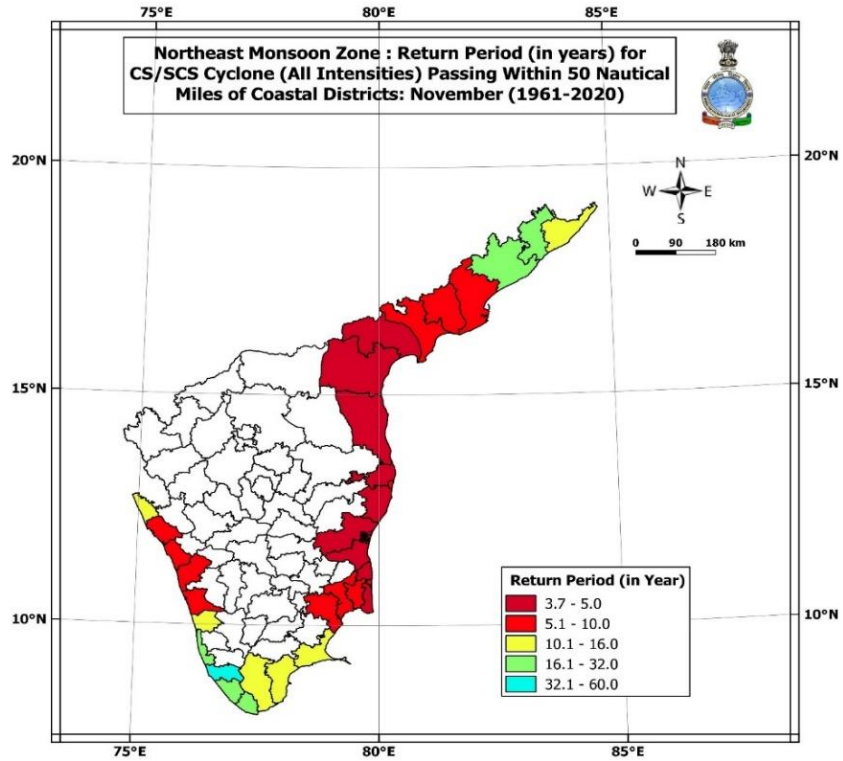 75°E 80°E 85°E
Northeast Monsoon Zone : Return Period (in years) for
CS/SCS Cyclone (All Intensities) Passing Within 50 Nautical
Miles of Coastal Districts: November (1961-2020)
20°N 20°N
N
W E
S
0 90 180 km
15°N 15°N
Return Period (in Year)
3.7 - 5.0
5.1 - 10.0
10.1 - 16.0
16.1 - 32.0
32.1 - 60.0
10°N 10°N
75°E 80°E 85°E